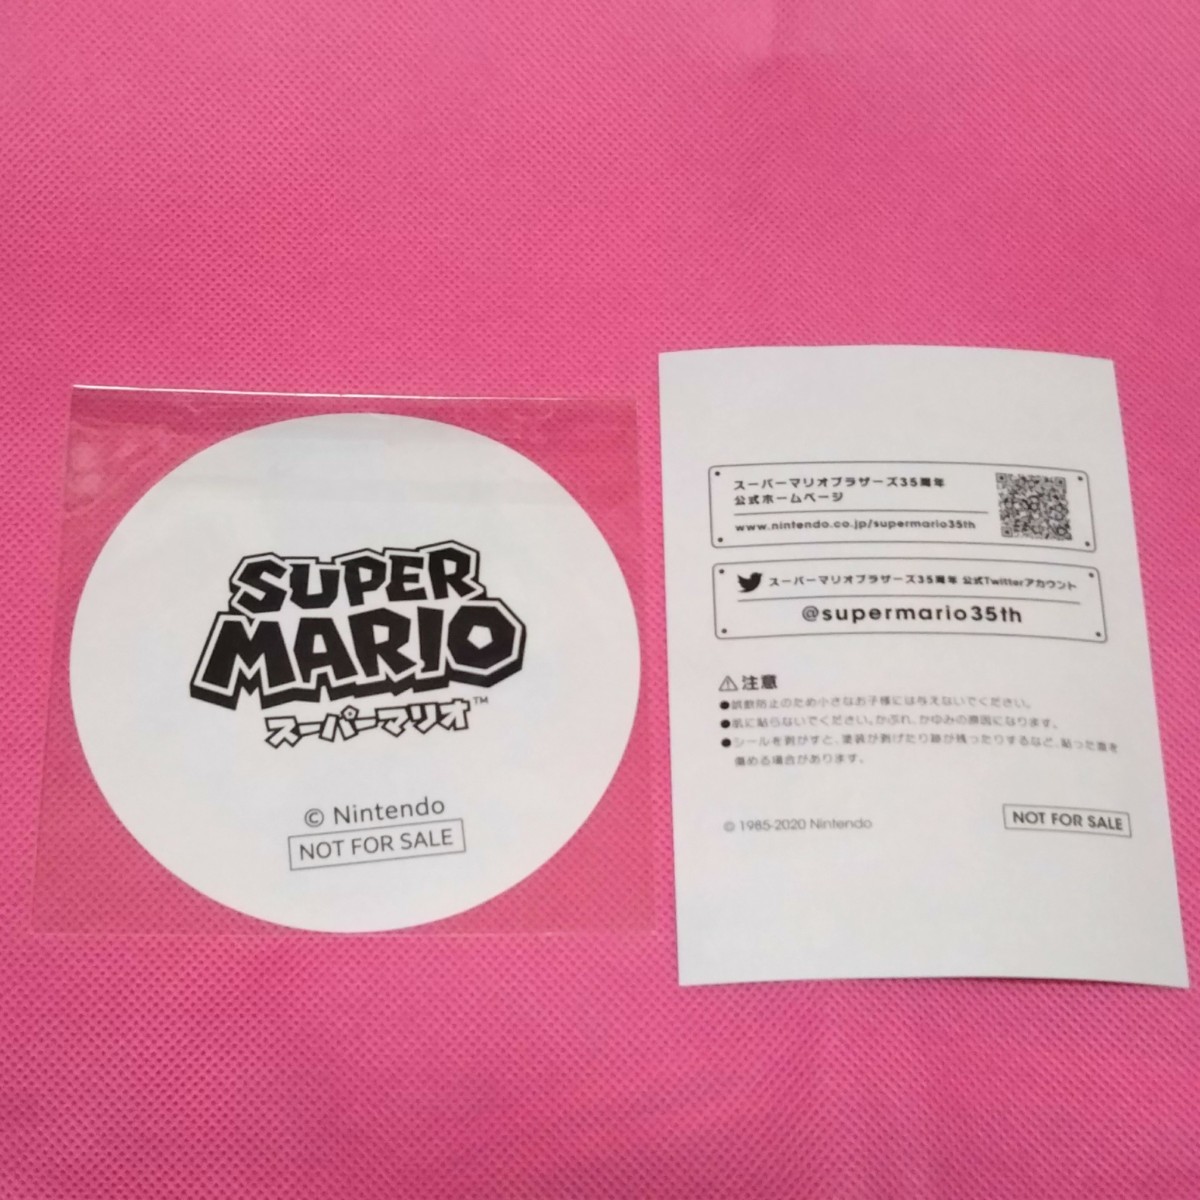 SUPER
MARIO
スーパーマリオ™
© Nintendo
NOT FOR SALE
スーパーマリオブラザーズ35周年
公式ホームページ
www.nintendo.co.jp/supermario35th
スーパーマリオブラザーズ35周年 公式Twitterアカウント
@supermario35th
⚠注意
●誤飲防止のため小さなお子様には与えないでください。
●肌に貼らないでください。かぶれ、かゆみの原因になります。
●シールを剥がすと、塗装が剥げたり跡が残ったりするなど、貼った面を
傷める場合があります。
© 1985-2020 Nintendo
NOT FOR SALE